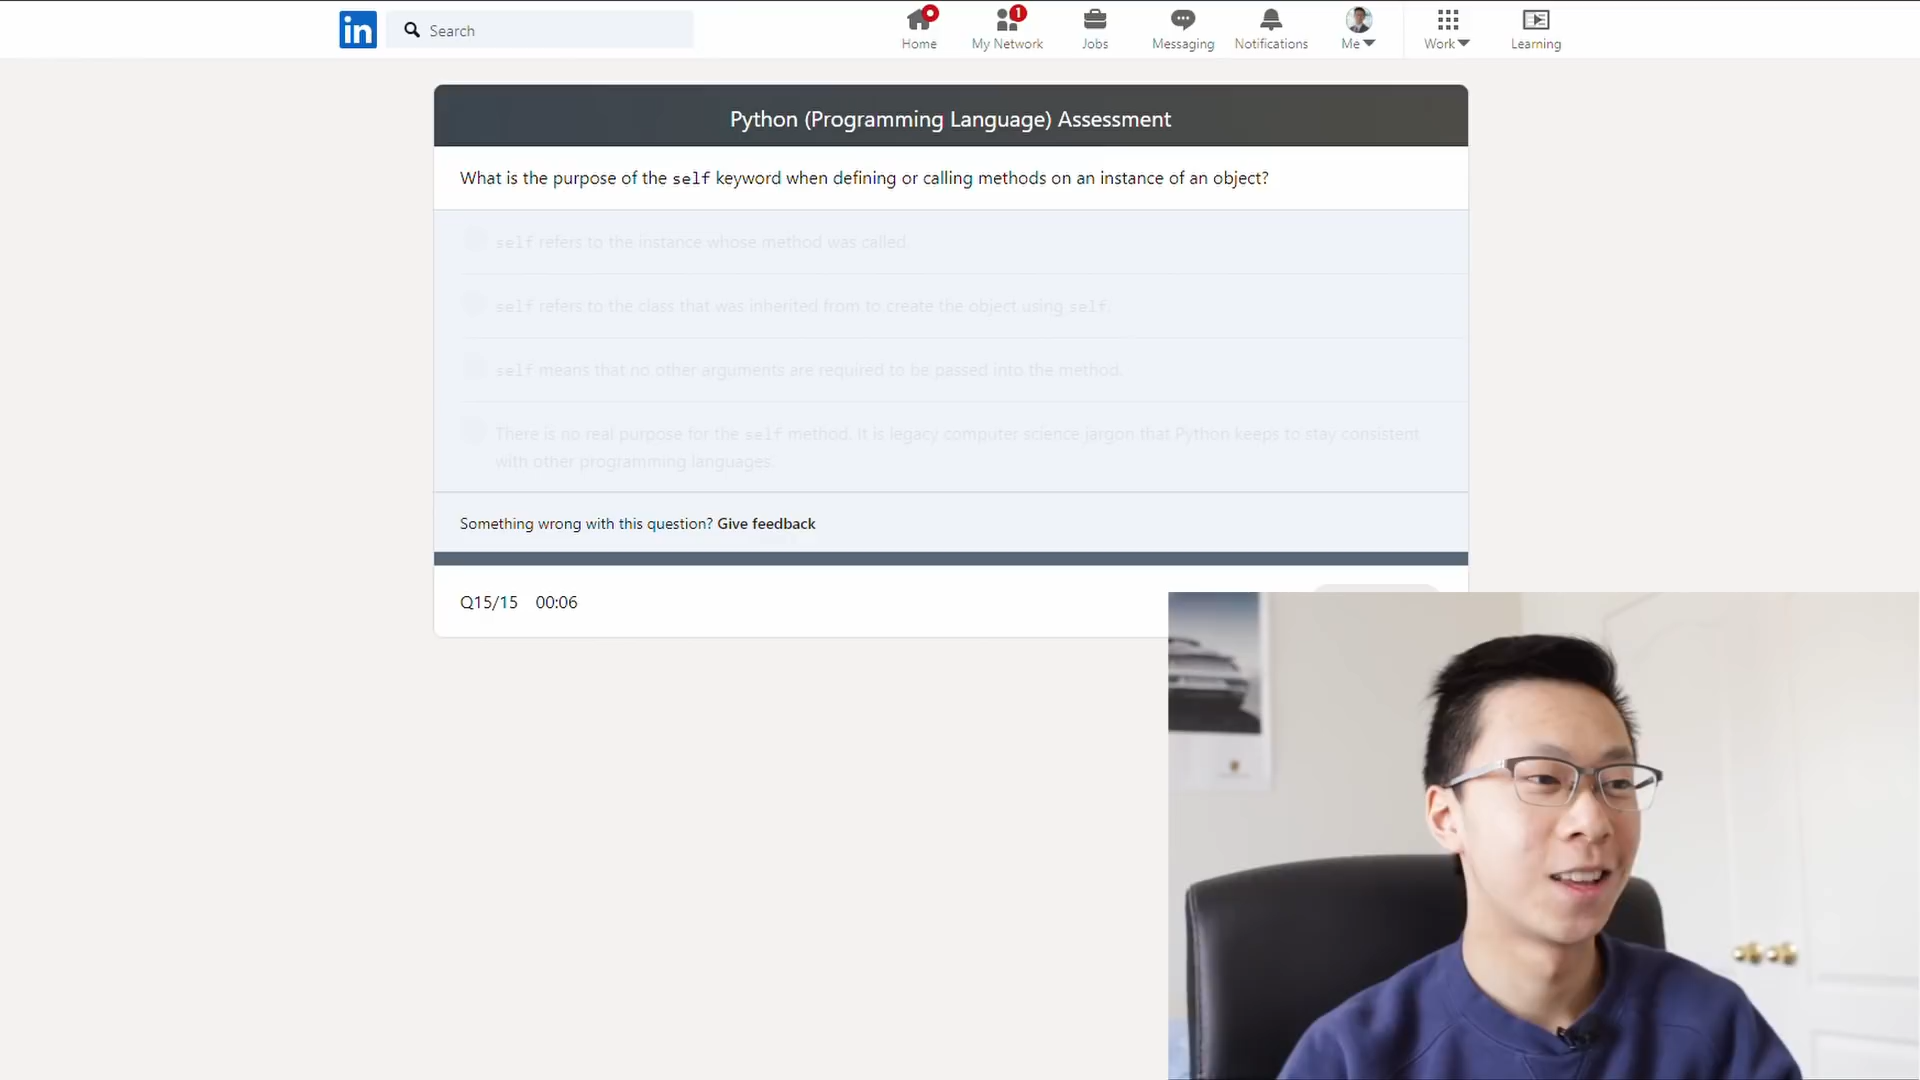 in
Search
Home
1
My Network
Jobs
Messaging
Notifications
Me
Work
Learning
Python (Programming Language) Assessment
What is the purpose of the self keyword when defining or calling methods on an instance of an object?
self refers to the instance whose method was called.
self refers to the class that was inherited from to create the object using self.
self means that no other arguments are required to be passed into the method.
There is no real purpose for the self method. It is legacy computer science jargon that Python keeps to stay consistent
with other programming languages.
Something wrong with this question? Give feedback
Q15/15 00:06